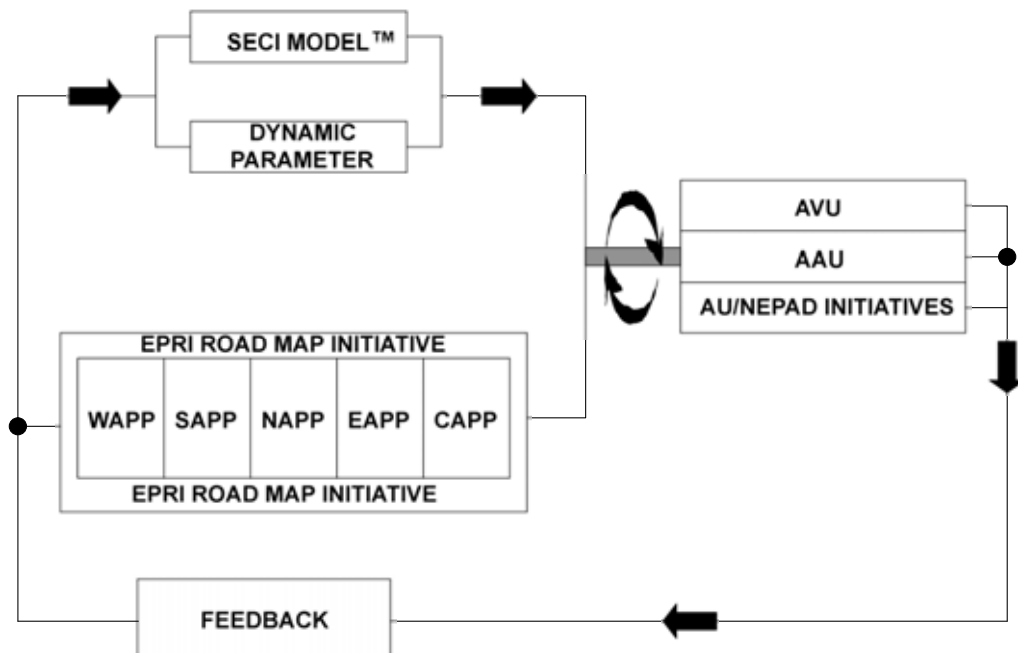 SECI MODEL™
DYNAMIC
PARAMETER
AVU
AAU
AU/NEPAD INITIATIVES
EPRI ROAD MAP INITIATIVE
WAPP SAPP NAPP EAPP CAPP
EPRI ROAD MAP INITIATIVE
FEEDBACK